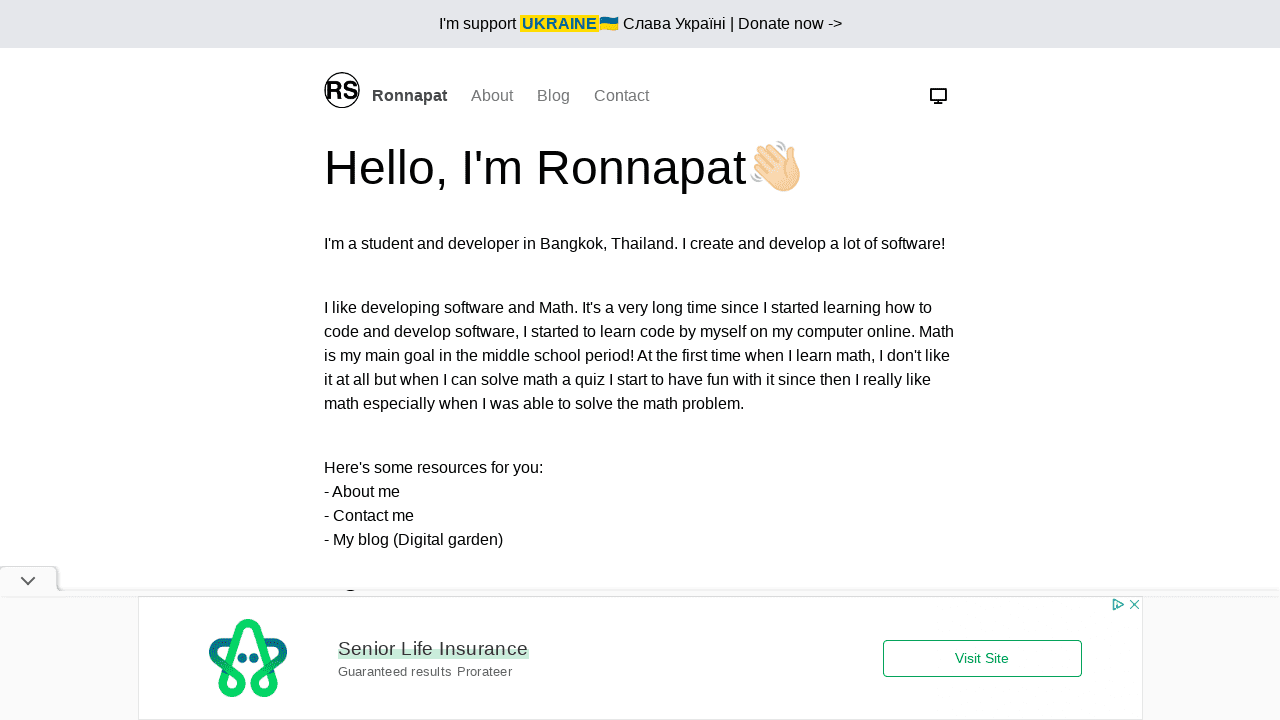 I'm support UKRAINE🇺🇦 Слава Україні | Donate now ->
RS Ronnapat About Blog Contact
Hello, I'm Ronnapat👋🏻
I'm a student and developer in Bangkok, Thailand. I create and develop a lot of software!
I like developing software and Math. It's a very long time since I started learning how to
code and develop software, I started to learn code by myself on my computer online. Math
is my main goal in the middle school period! At the first time when I learn math, I don't like
it at all but when I can solve math a quiz I start to have fun with it since then I really like
math especially when I was able to solve the math problem.
Here's some resources for you:
- About me
- Contact me
- My blog (Digital garden)
Senior Life Insurance
Guaranteed results Prorateer
Visit Site